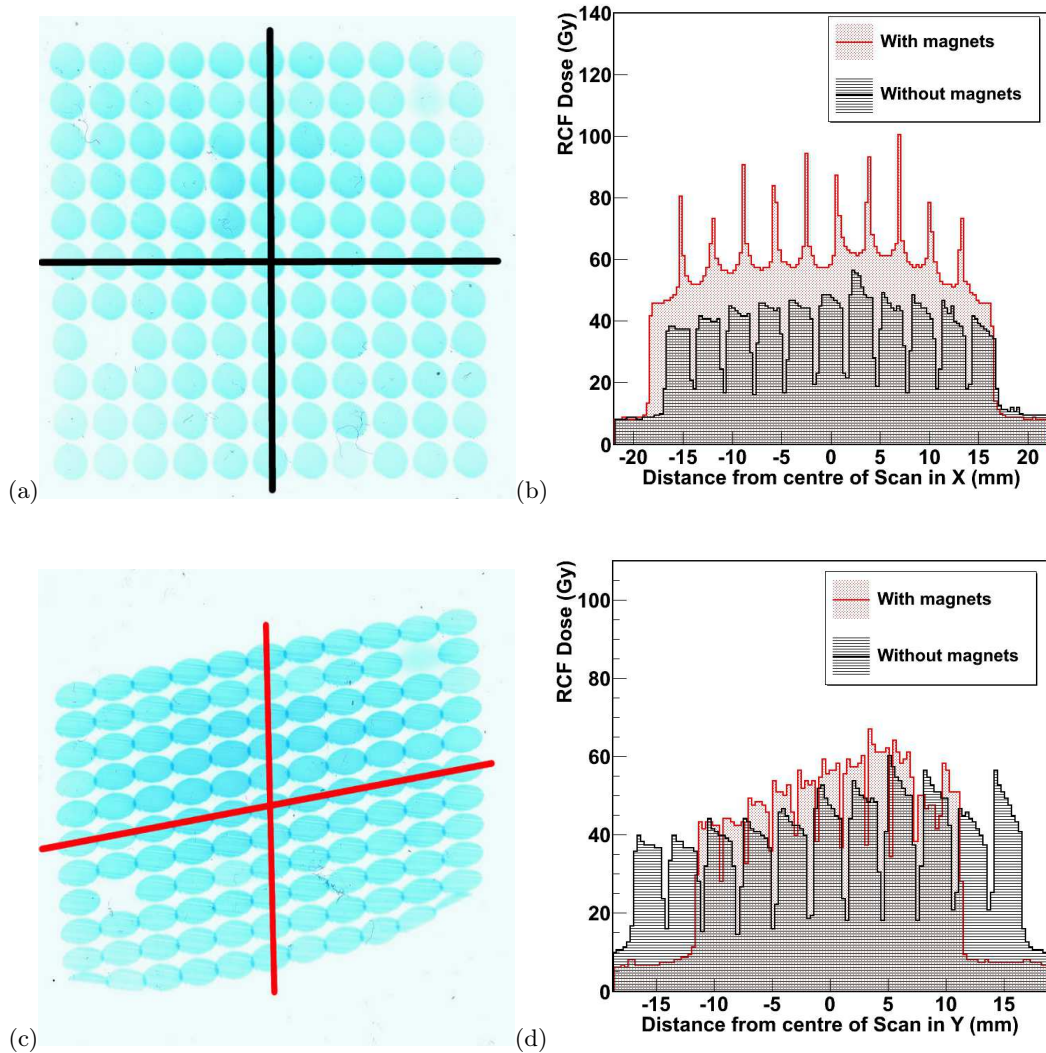 (a)
(b)
RCF Dose (Gy)
140
120
100
80
60
40
20
0
With magnets
Without magnets
-20 -15 -10 -5 0 5 10 15 20
Distance from centre of Scan in X (mm)
(c)
(d)
RCF Dose (Gy)
100
80
60
40
20
0
With magnets
Without magnets
-15 -10 -5 0 5 10 15
Distance from centre of Scan in Y (mm)